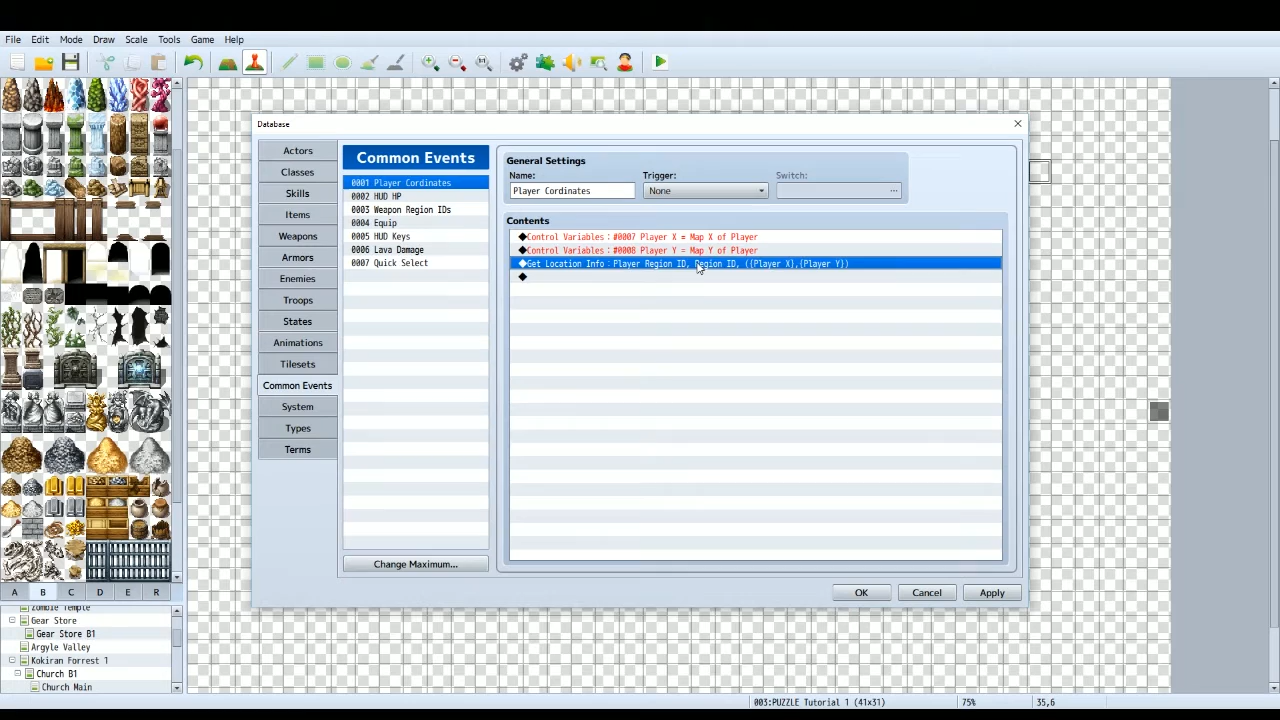 File Edit Mode Draw Scale Tools Game Help
Database
Actors
Classes
Skills
Items
Weapons
Armors
Enemies
Troops
States
Animations
Tilesets
Common Events
System
Types
Terms
Common Events
0001 Player Cordinates
0002 HUD HP
0003 Weapon Region IDs
0004 Equip
0005 HUD Keys
0006 Lava Damage
0007 Quick Select
Change Maximum...
General Settings
Name: Trigger: Switch:
Player Cordinates None ...
Contents
◆Control Variables : #0007 Player X = Map X of Player
◆Control Variables : #0008 Player Y = Map Y of Player
◆Get Location Info : Player Region ID, Region ID, ({Player X},{Player Y})
◆
OK Cancel Apply
A B C D E R
Zombie Temple
Gear Store
Gear Store B1
Argyle Valley
Kokiran Forrest 1
Church B1
Church Main
003:PUZZLE Tutorial 1 (41x31) 75% 35,6